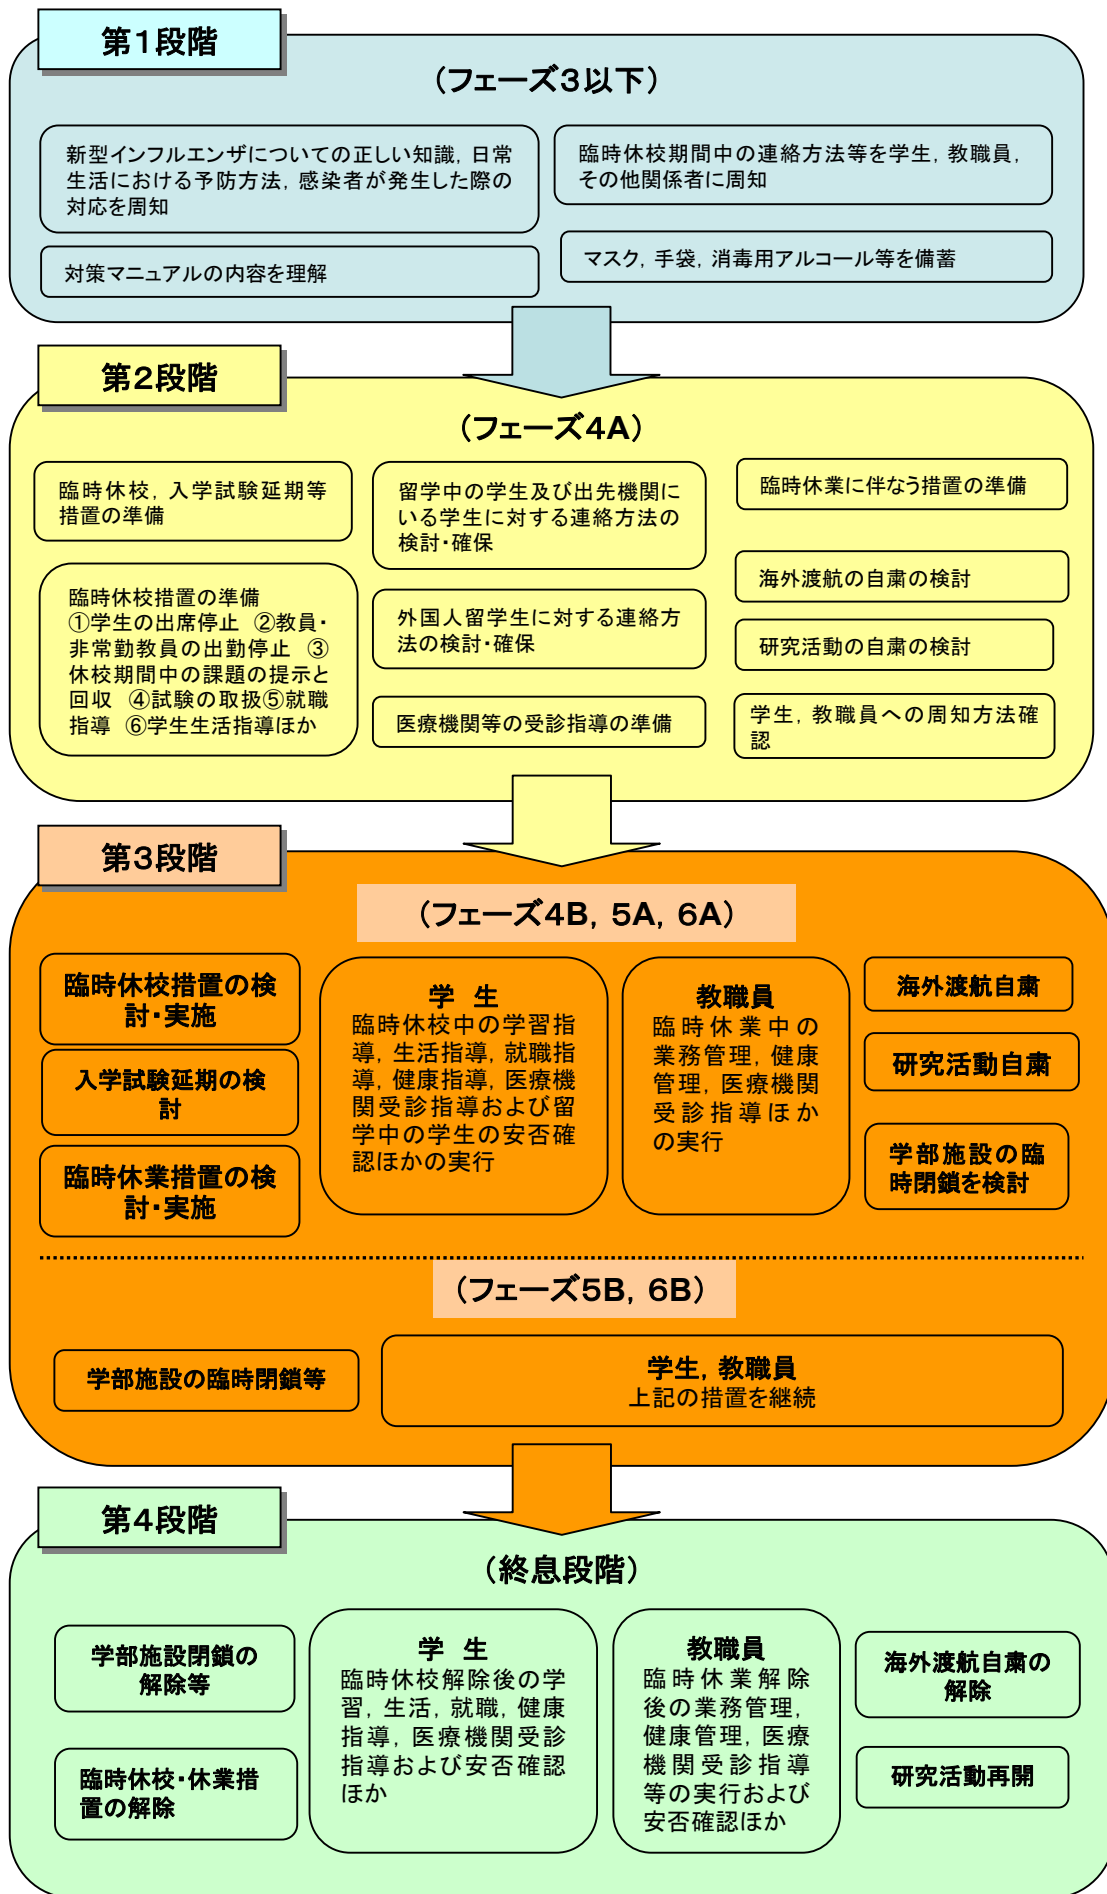 第1段階
（フェーズ3以下）
新型インフルエンザについての正しい知識，日常
生活における予防方法，感染者が発生した際の
対応を周知
臨時休校期間中の連絡方法等を学生，教職員，
その他関係者に周知
対策マニュアルの内容を理解
マスク，手袋，消毒用アルコール等を備蓄
第2段階
（フェーズ4A）
臨時休校，入学試験延期等
措置の準備
臨時休校措置の準備
①学生の出席停止　②教員・
非常勤教員の出勤停止　③
休校期間中の課題の提示と
回収　④試験の取扱⑤就職
指導　⑥学生生活指導ほか
留学中の学生及び出先機関に
いる学生に対する連絡方法の
検討・確保
外国人留学生に対する連絡方
法の検討・確保
医療機関等の受診指導の準備
臨時休業に伴なう措置の準備
海外渡航の自粛の検討
研究活動の自粛の検討
学生，教職員への周知方法確
認
第3段階
（フェーズ4B，5A，6A）
臨時休校措置の検
討・実施
入学試験延期の検
討
臨時休業措置の検
討・実施
学　生
臨時休校中の学習指
導，生活指導，就職指
導，健康指導，医療機
関受診指導および留
学中の学生の安否確
認ほかの実行
教職員
臨時休業中の
業務管理，健康
管理，医療機関
受診指導ほか
の実行
海外渡航自粛
研究活動自粛
学部施設の臨
時閉鎖を検討
（フェーズ5B，6B）
学部施設の臨時閉鎖等
学生，教職員
上記の措置を継続
第4段階
（終息段階）
学部施設閉鎖の
解除等
臨時休校・休業措
置の解除
学　生
臨時休校解除後の学
習，生活，就職，健康
指導，医療機関受診
指導および安否確認
ほか
教職員
臨時休業解除
後の業務管理，
健康管理，医療
機関受診指導
等の実行および
安否確認ほか
海外渡航自粛の
解除
研究活動再開